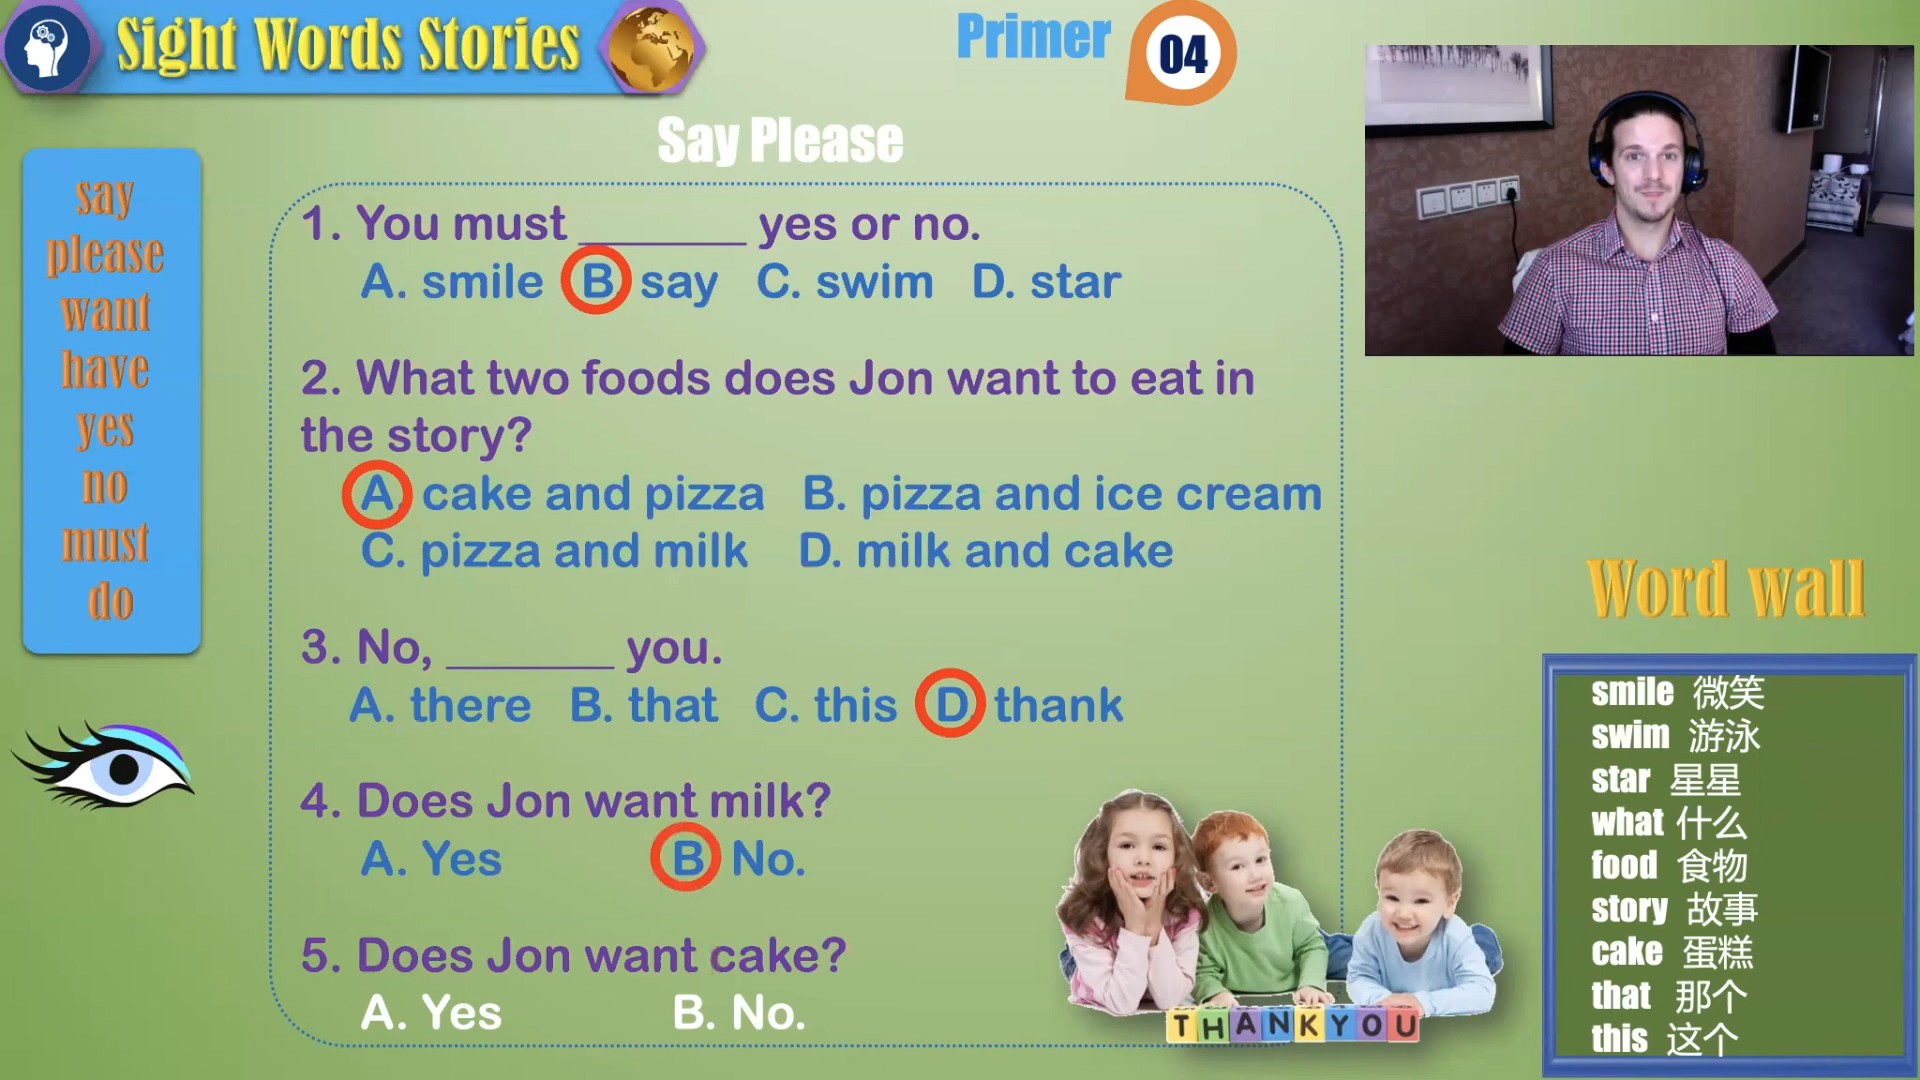 Sight Words Stories
Primer
04
Say Please
say
please
want
have
yes
no
must
do
1. You must _______ yes or no.
A. smile B. say C. swim D. star
2. What two foods does Jon want to eat in
the story?
A. cake and pizza B. pizza and ice cream
C. pizza and milk D. milk and cake
3. No, _______ you.
A. there B. that C. this D. thank
4. Does Jon want milk?
A. Yes B. No.
5. Does Jon want cake?
A. Yes B. No.
THANKYOU
Word wall
smile 微笑
swim 游泳
star 星星
what 什么
food 食物
story 故事
cake 蛋糕
that 那个
this 这个